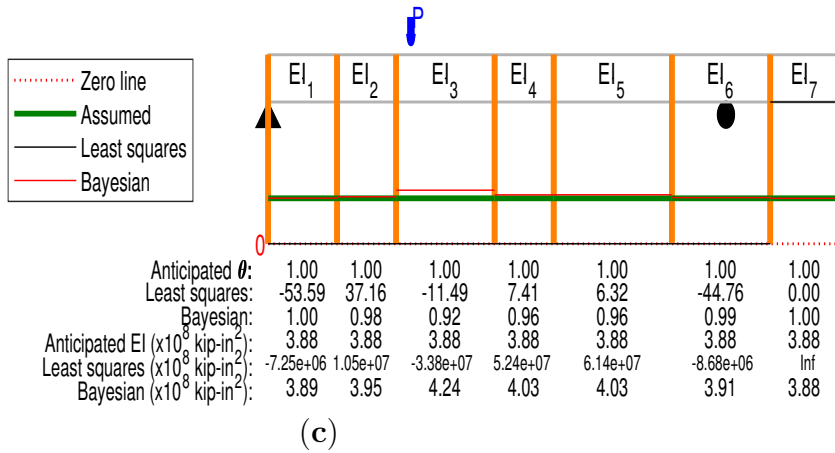 P
EI1 EI2 EI3 EI4 EI5 EI6 EI7
Zero line
Assumed
Least squares
Bayesian
0
Anticipated θ: 1.00 1.00 1.00 1.00 1.00 1.00 1.00
Least squares: -53.59 37.16 -11.49 7.41 6.32 -44.76 0.00
Bayesian: 1.00 0.98 0.92 0.96 0.96 0.99 1.00
Anticipated EI (x10^8 kip-in^2): 3.88 3.88 3.88 3.88 3.88 3.88 3.88
Least squares (x10^8 kip-in^2): -7.25e+06 1.05e+07 -3.38e+07 5.24e+07 6.14e+07 -8.68e+06 Inf
Bayesian (x10^8 kip-in^2): 3.89 3.95 4.24 4.03 4.03 3.91 3.88
(c)